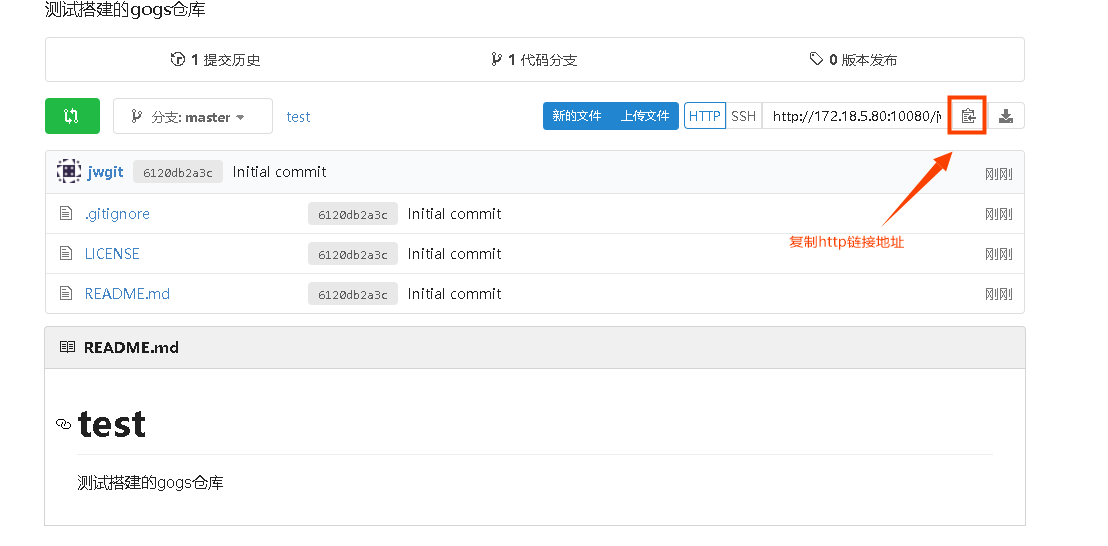 测试搭建的gogs仓库
1 提交历史 1 代码分支 0 版本发布
分支: master test 新的文件 上传文件 HTTP SSH http://172.18.5.80:10080/j
jwgit 6120db2a3c Initial commit 刚刚
.gitignore 6120db2a3c Initial commit 刚刚
复制http链接地址
LICENSE 6120db2a3c Initial commit 刚刚
README.md 6120db2a3c Initial commit 刚刚
README.md
test
测试搭建的gogs仓库